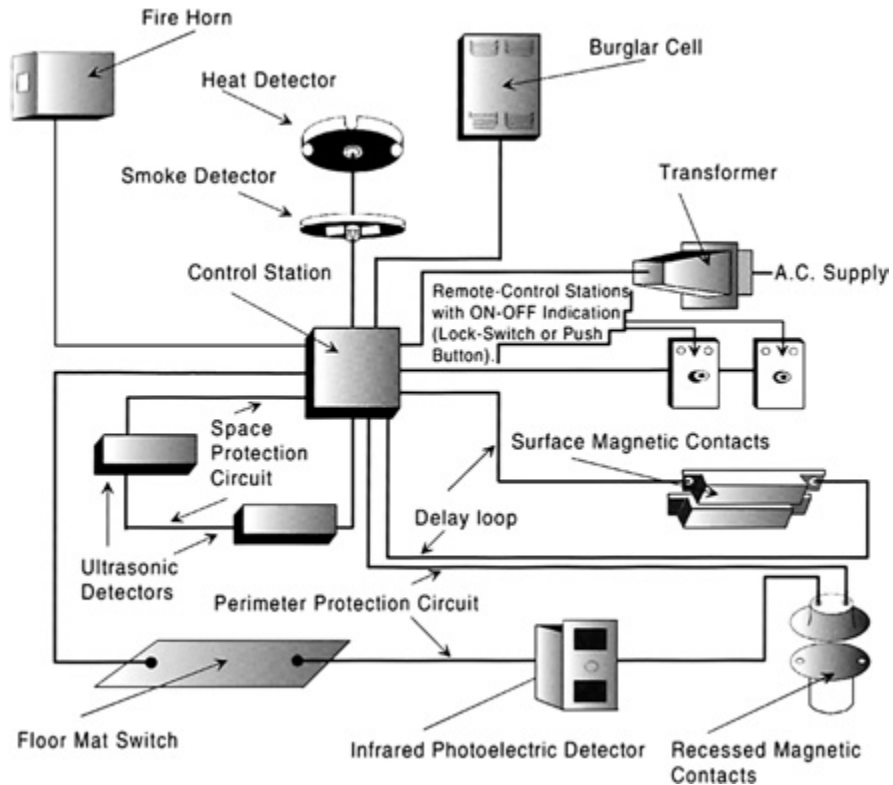 Fire Horn
Burglar Cell
Heat Detector
Smoke Detector
Transformer
Control Station
A.C. Supply
Remote-Control Stations
with ON-OFF Indication
(Lock-Switch or Push
Button).
Space
Protection
Circuit
Surface Magnetic Contacts
Delay loop
Ultrasonic
Detectors
Perimeter Protection Circuit
Floor Mat Switch
Infrared Photoelectric Detector
Recessed Magnetic
Contacts